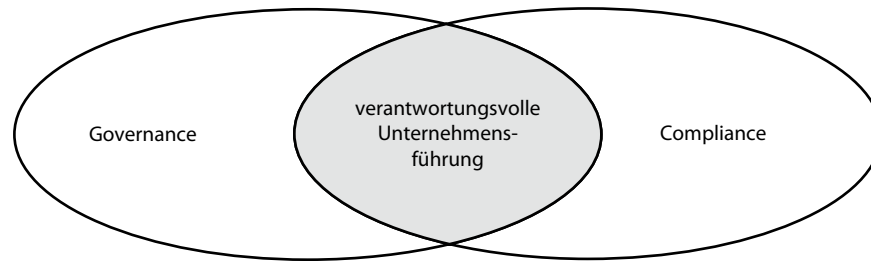 Governance
verantwortungsvolle
Unternehmens-
führung
Compliance